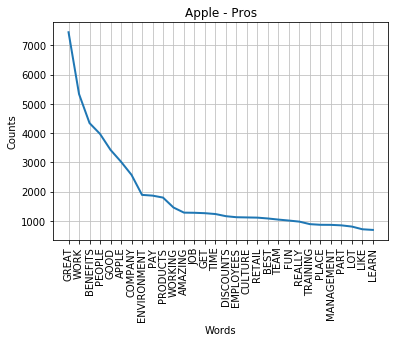 Apple - Pros
Counts
7000
6000
5000
4000
3000
2000
1000
GREAT
WORK
BENEFITS
PEOPLE
GOOD
APPLE
COMPANY
ENVIRONMENT
PAY
PRODUCTS
WORKING
AMAZING
JOB
GET
TIME
DISCOUNTS
EMPLOYEES
CULTURE
RETAIL
BEST
TEAM
FUN
REALLY
TRAINING
PLACE
MANAGEMENT
PART
LOT
LIKE
LEARN
Words